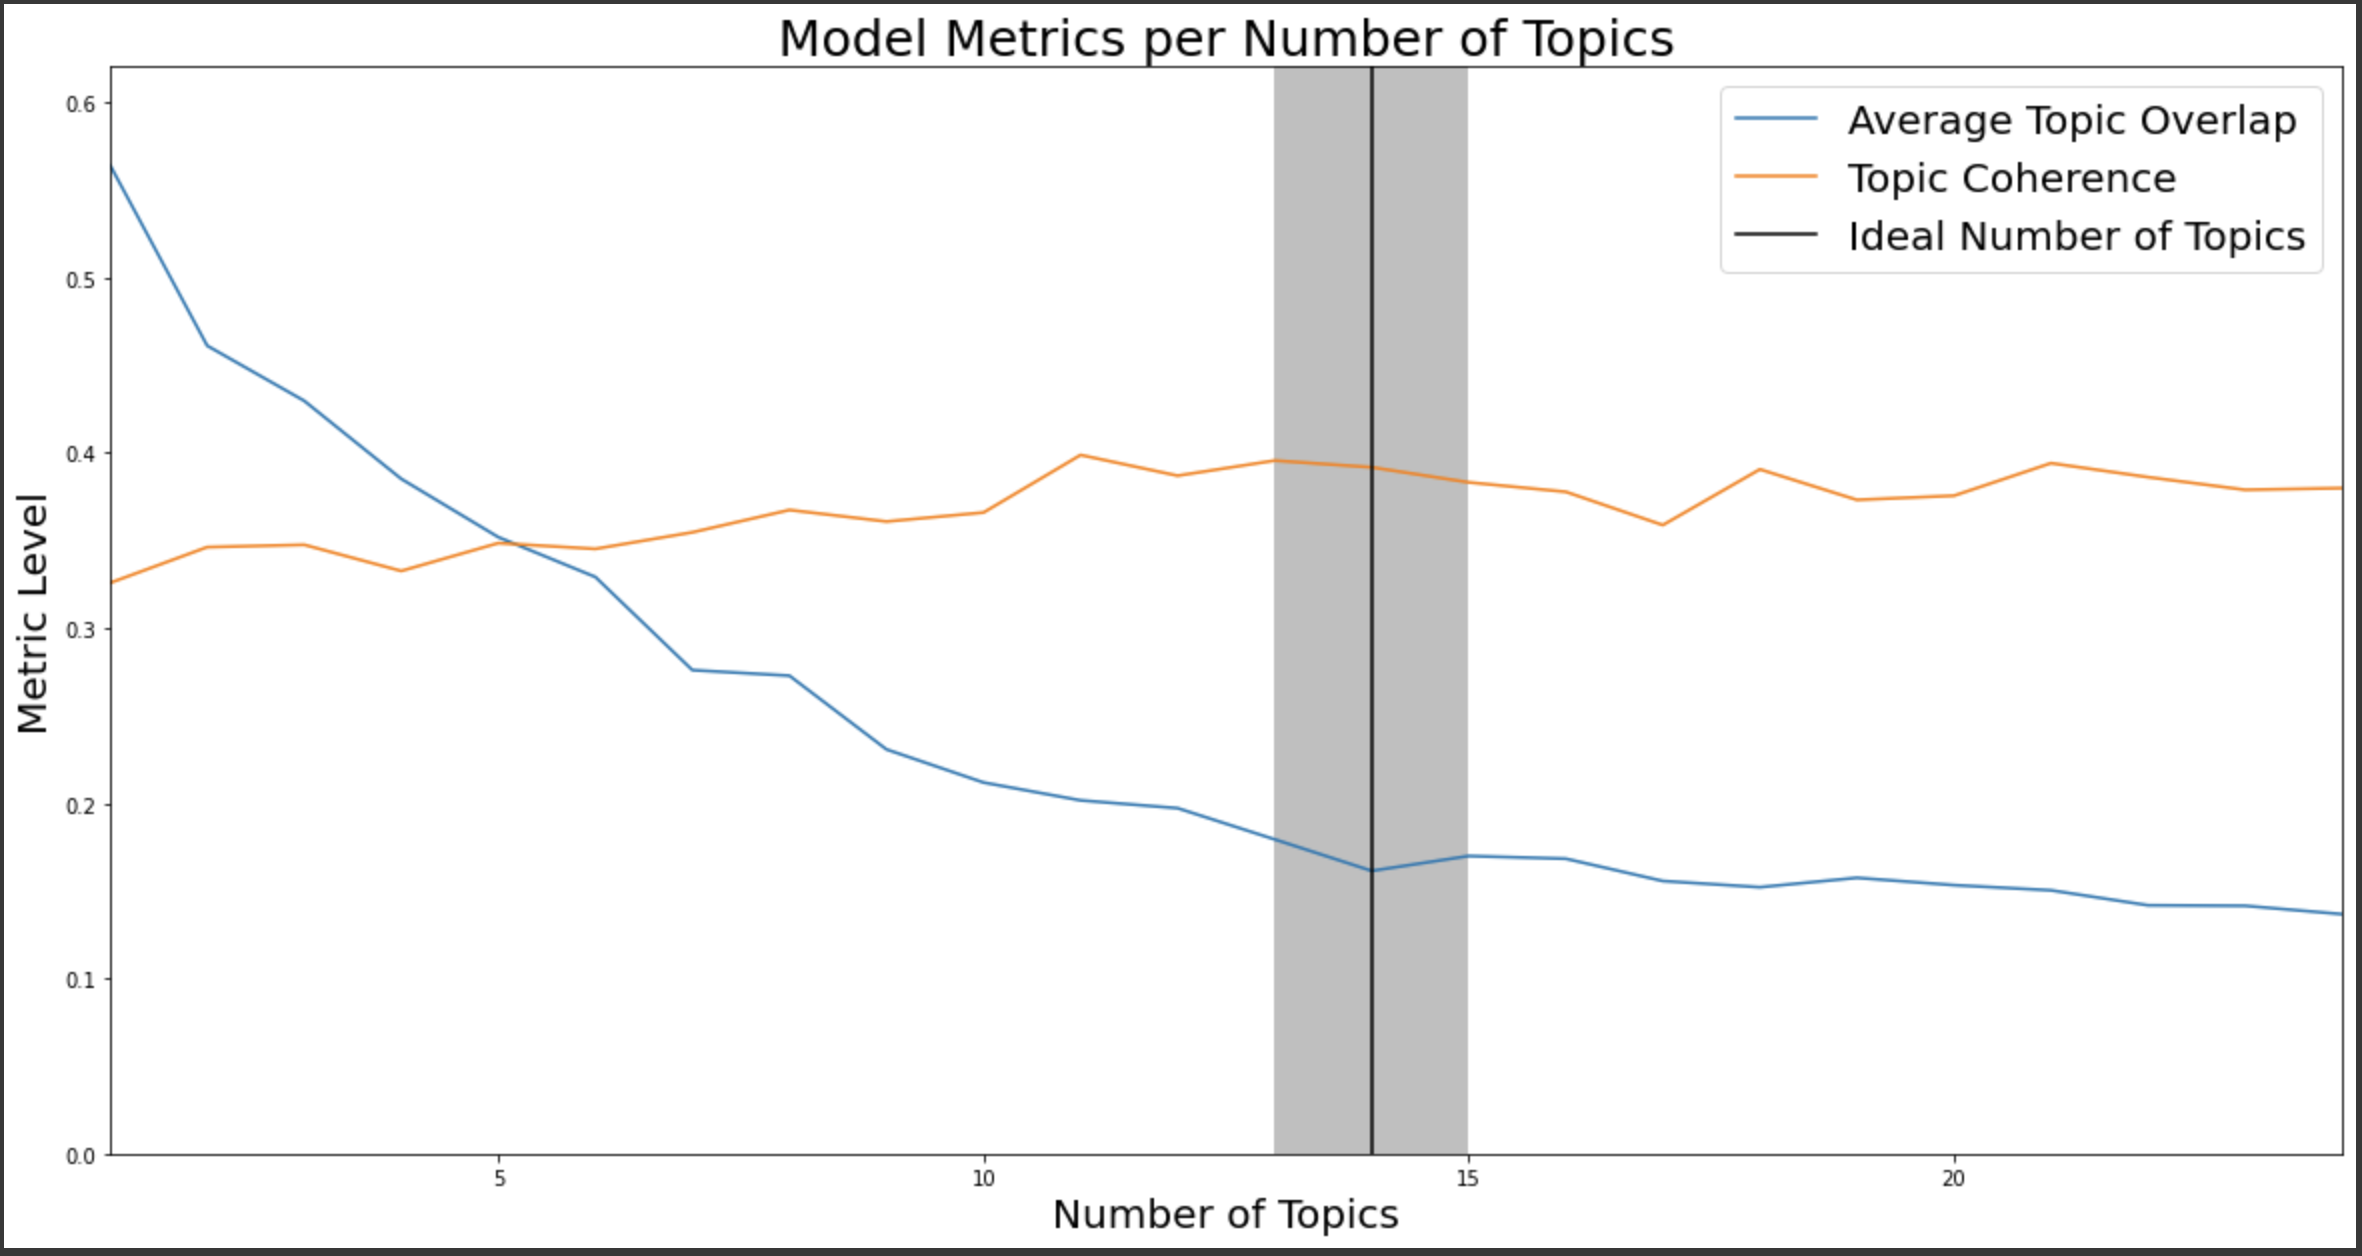 Model Metrics per Number of Topics
0.6
0.5
0.4
0.3
0.2
0.1
0.0
Metric Level
Average Topic Overlap
Topic Coherence
Ideal Number of Topics
5 10 15 20
Number of Topics